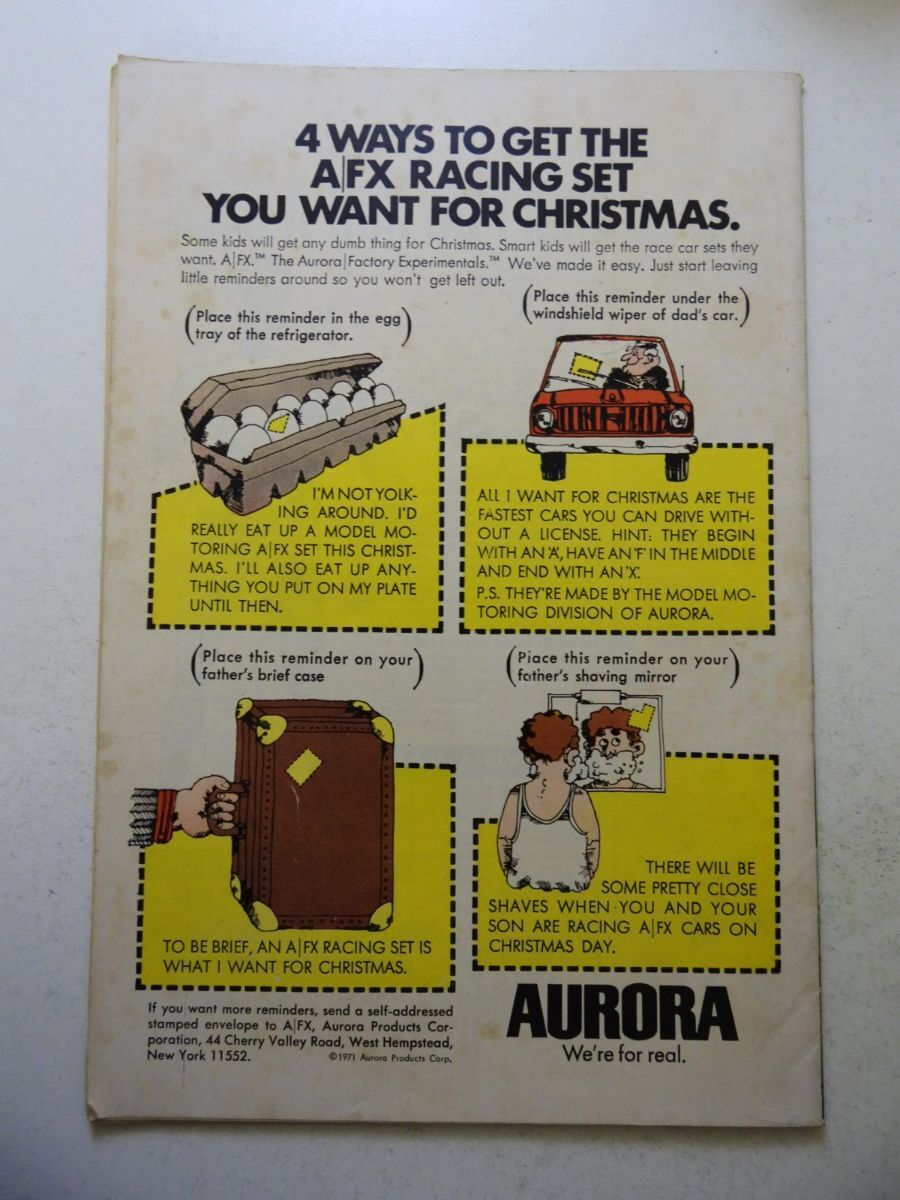 4 WAYS TO GET THE
A|FX RACING SET
YOU WANT FOR CHRISTMAS.
Some kids will get any dumb thing for Christmas. Smart kids will get the race car sets they
want. A|FX.™ The Aurora|Factory Experimentals.™ We've made it easy. Just start leaving
little reminders around so you won't get left out.
(Place this reminder in the egg
tray of the refrigerator.)
(Place this reminder under the
windshield wiper of dad's car.)
I'M NOT YOLK-
ING AROUND. I'D
REALLY EAT UP A MODEL MO-
TORING A|FX SET THIS CHRIST-
MAS. I'LL ALSO EAT UP ANY-
THING YOU PUT ON MY PLATE
UNTIL THEN.
ALL I WANT FOR CHRISTMAS ARE THE
FASTEST CARS YOU CAN DRIVE WITH-
OUT A LICENSE. HINT: THEY BEGIN
WITH AN 'A', HAVE AN 'F' IN THE MIDDLE
AND END WITH AN 'X'.
P.S. THEY'RE MADE BY THE MODEL MO-
TORING DIVISION OF AURORA.
(Place this reminder on your
father's brief case)
(Place this reminder on your
father's shaving mirror)
TO BE BRIEF, AN A|FX RACING SET IS
WHAT I WANT FOR CHRISTMAS.
THERE WILL BE
SOME PRETTY CLOSE
SHAVES WHEN YOU AND YOUR
SON ARE RACING A|FX CARS ON
CHRISTMAS DAY.
If you want more reminders, send a self-addressed
stamped envelope to A|FX, Aurora Products Cor-
poration, 44 Cherry Valley Road, West Hempstead,
New York 11552. ©1971 Aurora Products Corp.
AURORA
We're for real.